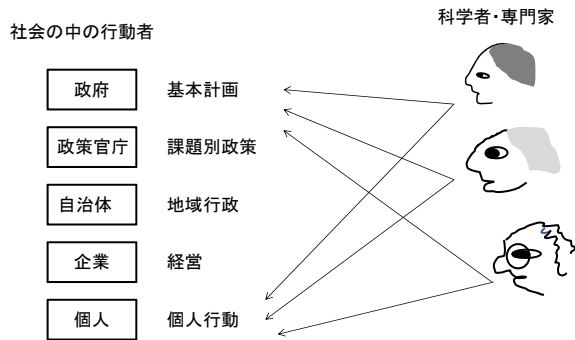 科学者・専門家
社会の中の行動者
政府 基本計画
政策官庁 課題別政策
自治体 地域行政
企業 経営
個人 個人行動